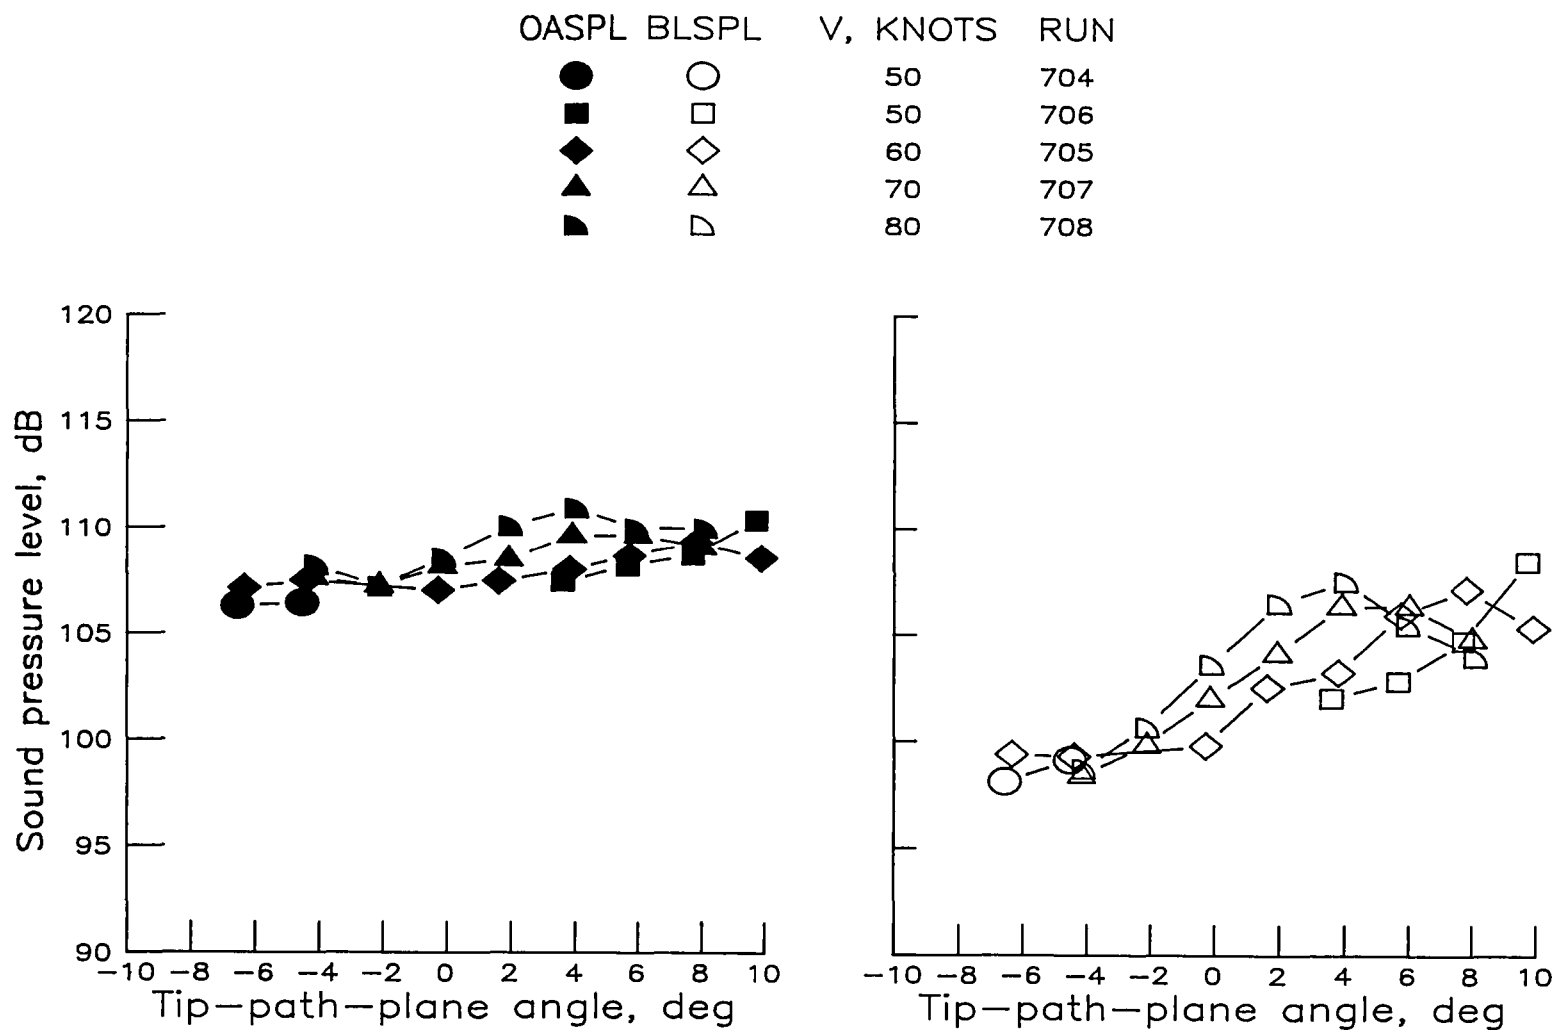 OASPL BLSPL V, KNOTS RUN
50 704
50 706
60 705
70 707
80 708
120
115
110
105
100
95
90
Sound pressure level, dB
-10 -8 -6 -4 -2 0 2 4 6 8 10
Tip-path-plane angle, deg
-10 -8 -6 -4 -2 0 2 4 6 8 10
Tip-path-plane angle, deg